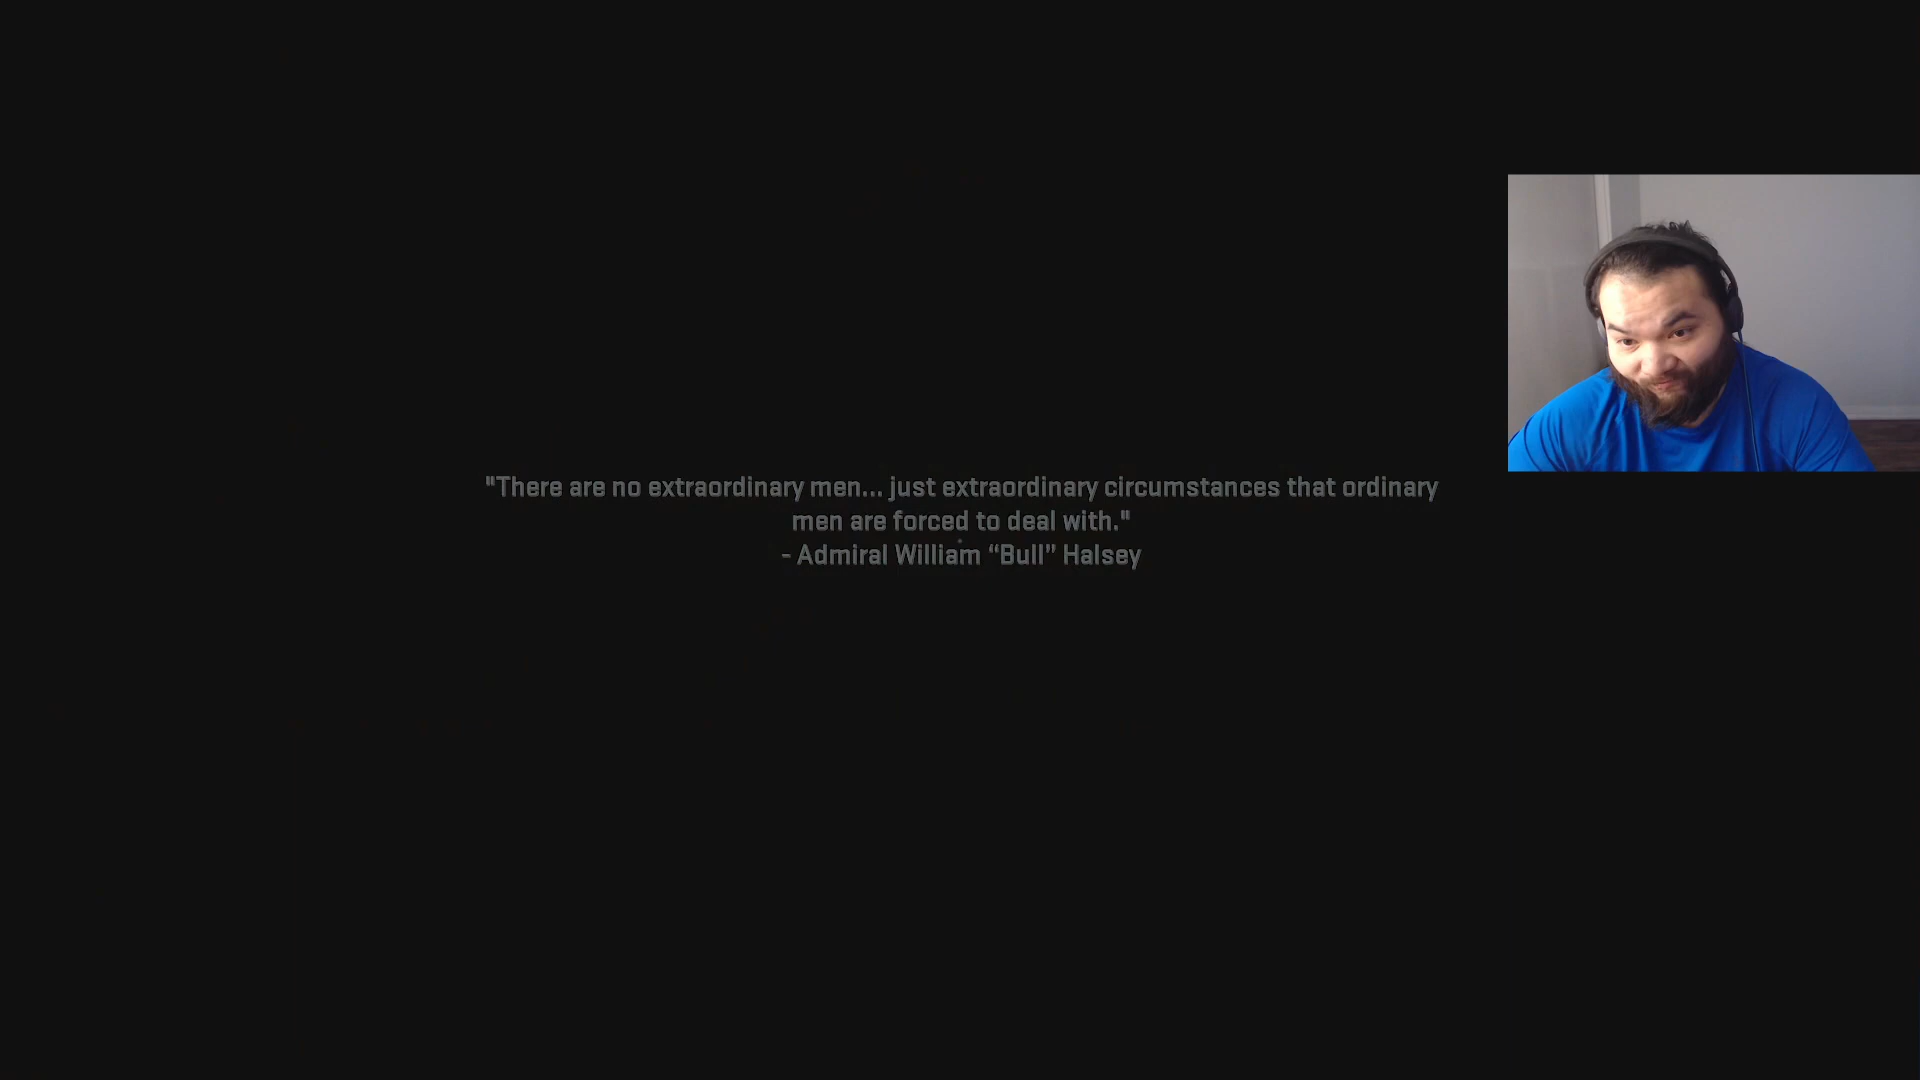 "There are no extraordinary men... just extraordinary circumstances that ordinary
men are forced to deal with."
- Admiral William “Bull” Halsey